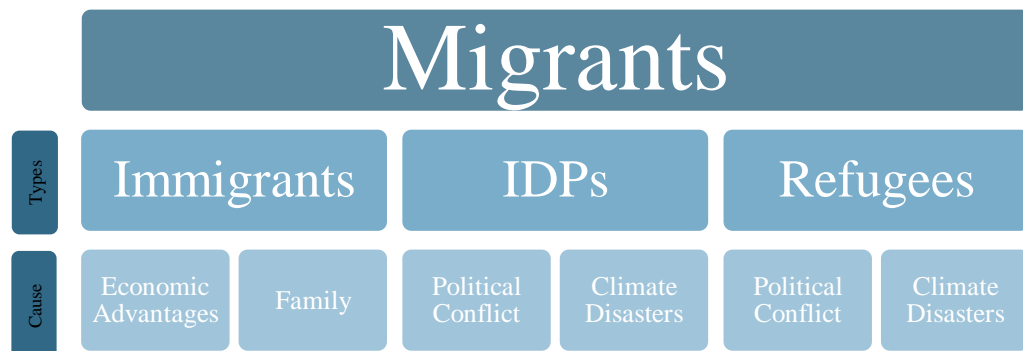 Migrants
Types
Immigrants
IDPs
Refugees
Cause
Economic
Advantages
Family
Political
Conflict
Climate
Disasters
Political
Conflict
Climate
Disasters